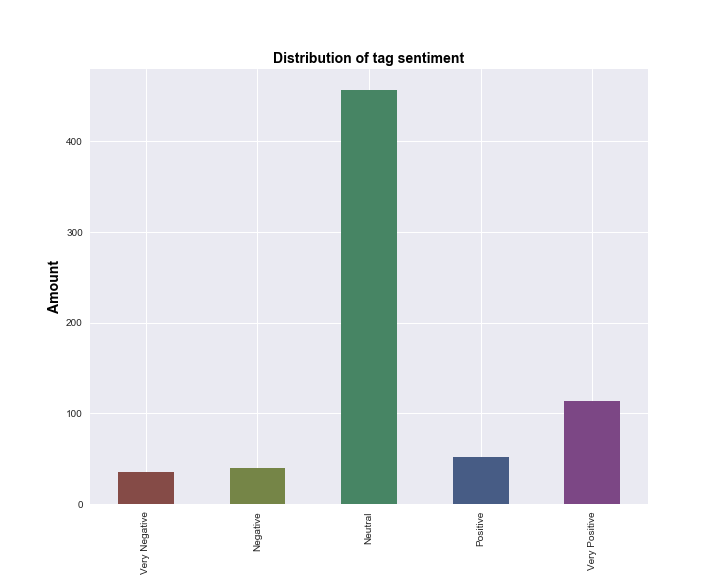 Distribution of tag sentiment
Amount
400
300
200
100
0
Very Negative
Negative
Neutral
Positive
Very Positive